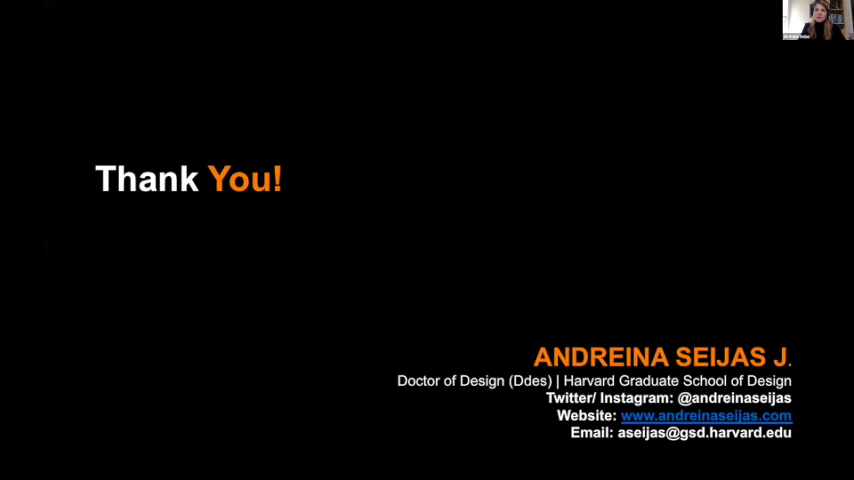 Thank You!
ANDREINA SEIJAS J.
Doctor of Design (Ddes) | Harvard Graduate School of Design
Twitter/ Instagram: @andreinaseijas
Website: www.andreinaseijas.com
Email: aseijas@gsd.harvard.edu